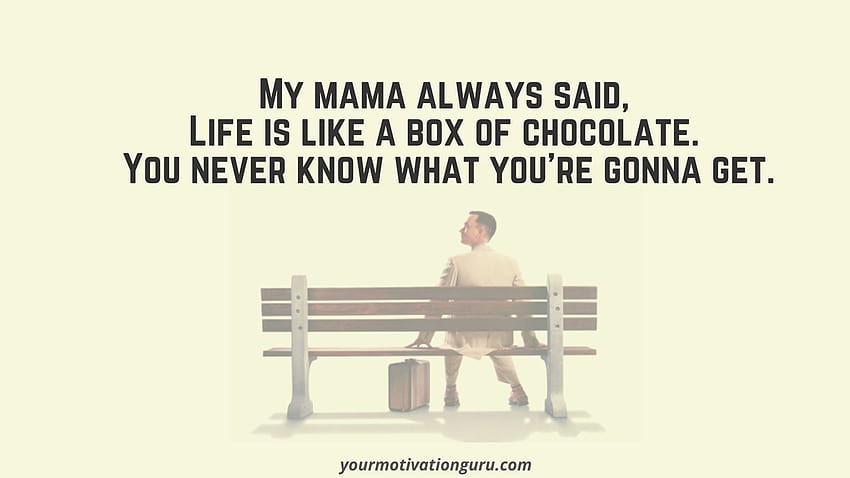 My mama always said,
Life is like a box of chocolate.
You never know what you’re gonna get.
yourmotivationguru.com